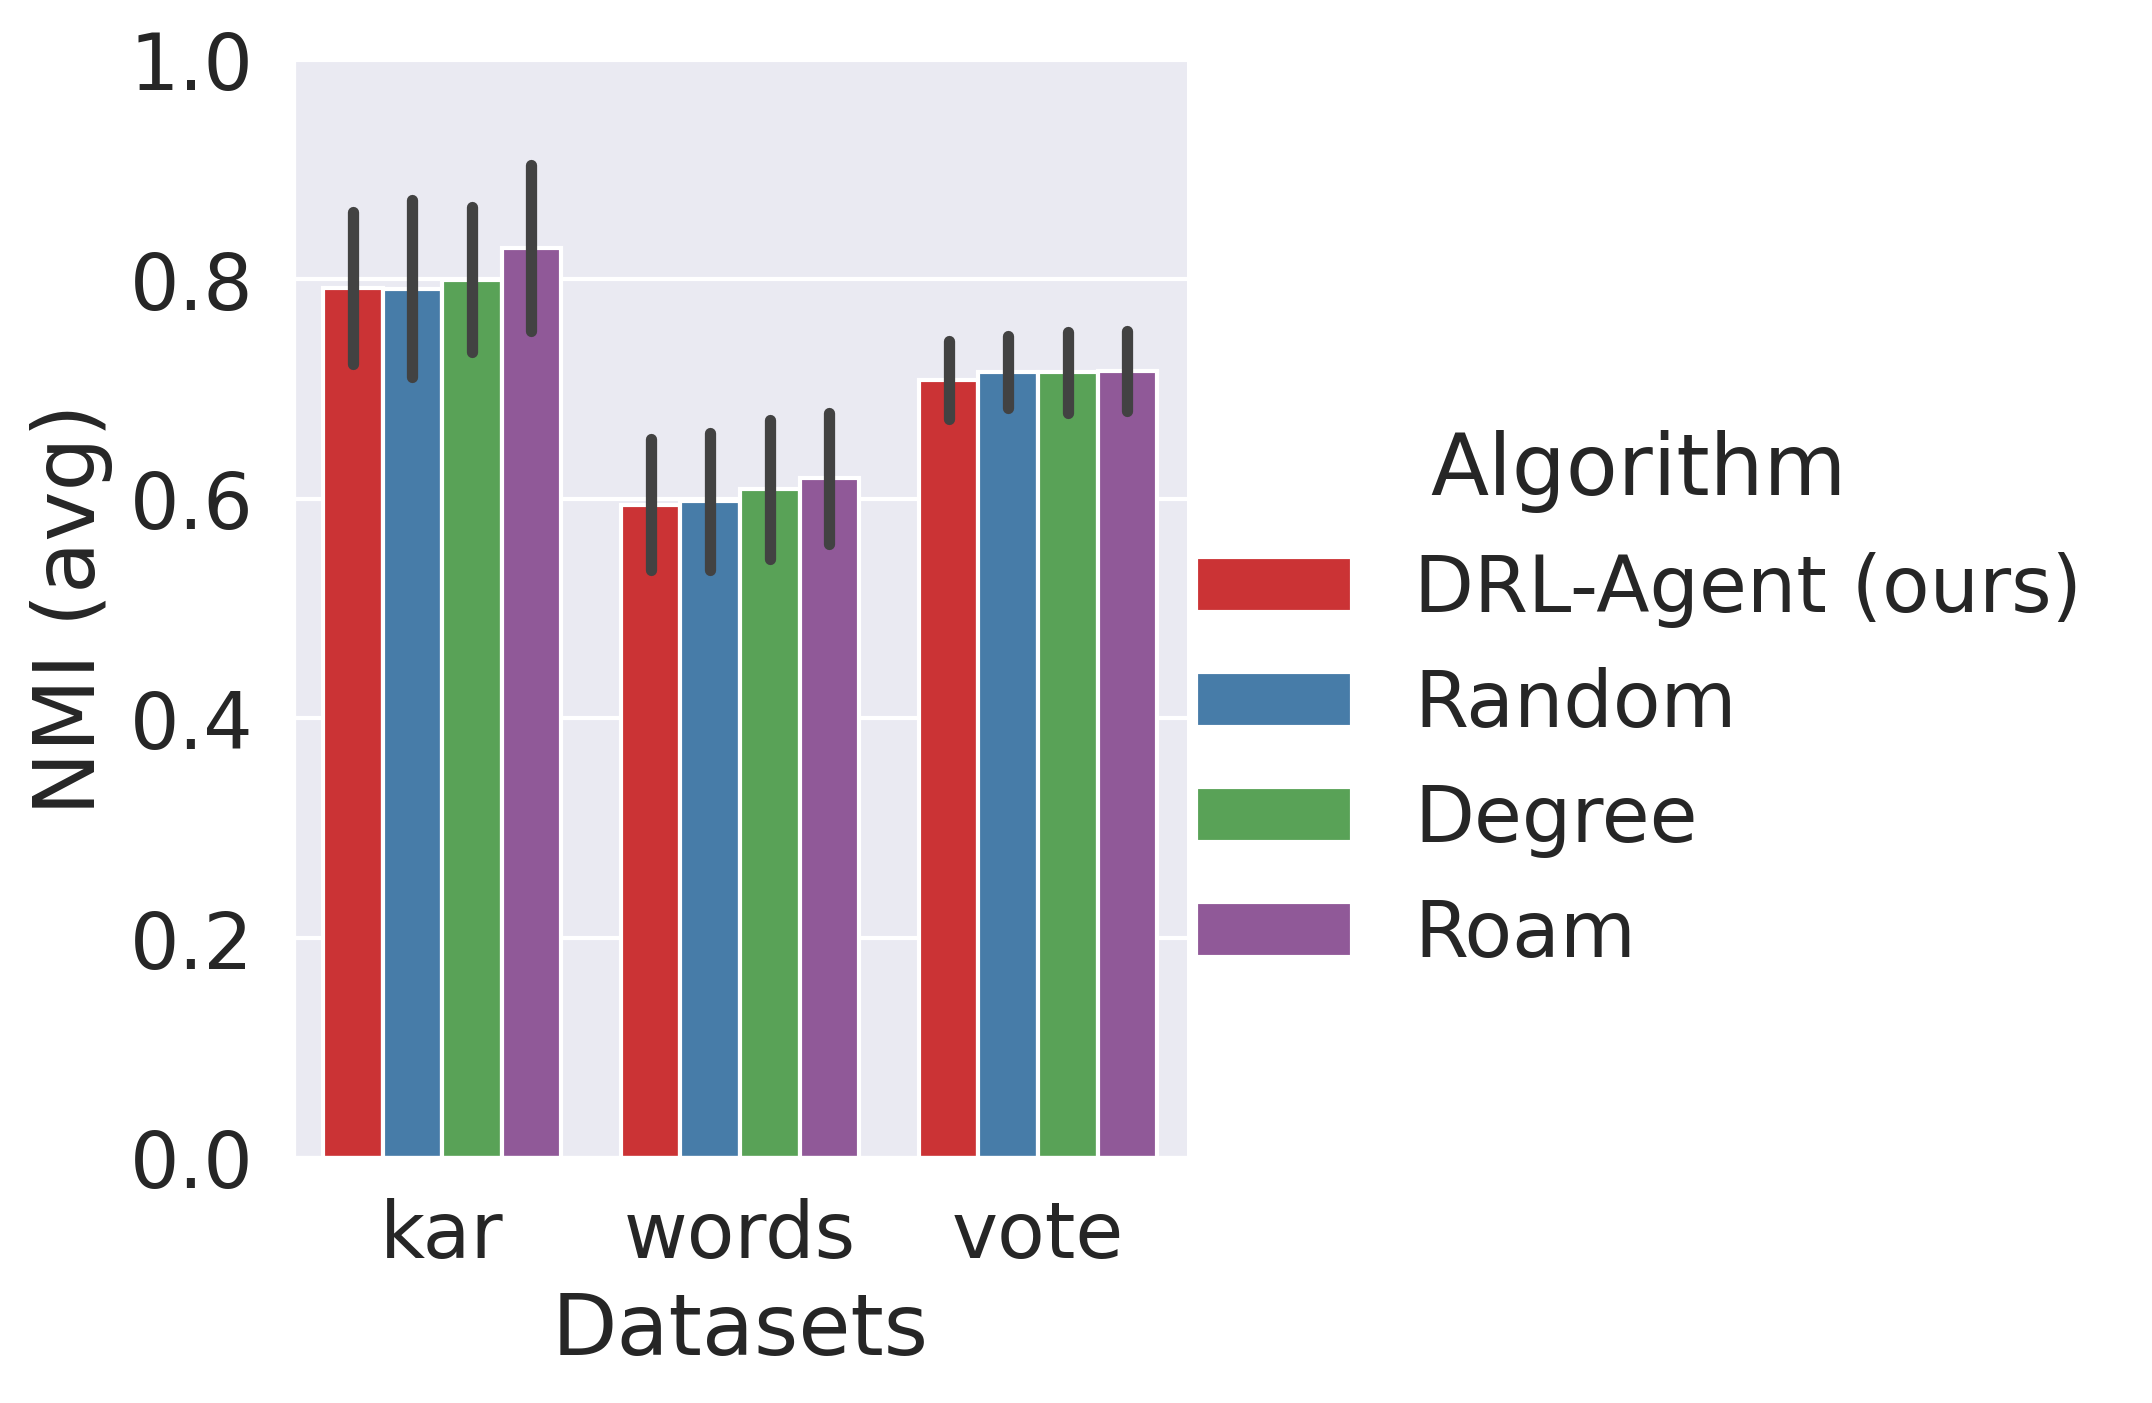 1.0
0.8
0.6
0.4
0.2
0.0
NMI (avg)
kar words vote
Datasets
Algorithm
DRL-Agent (ours)
Random
Degree
Roam